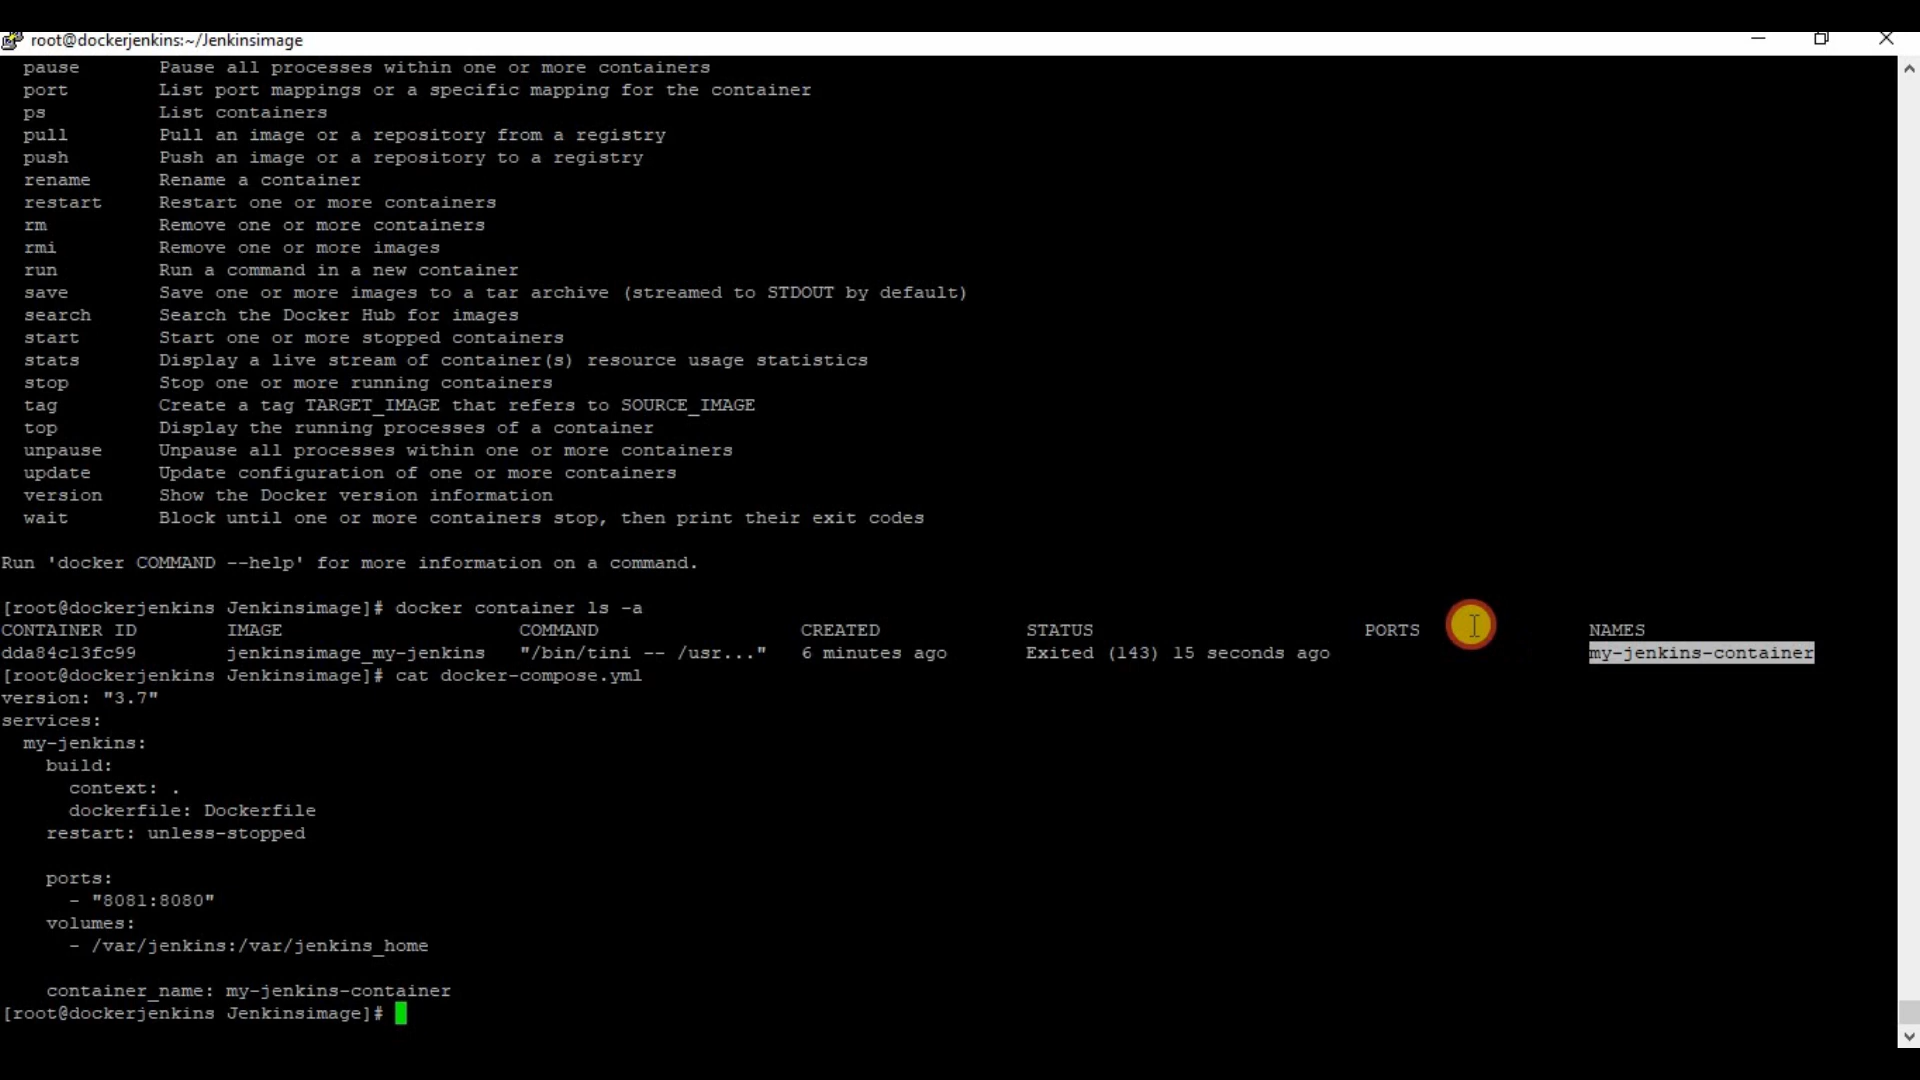 root@dockerjenkins:~/Jenkinsimage
pause Pause all processes within one or more containers
port List port mappings or a specific mapping for the container
ps List containers
pull Pull an image or a repository from a registry
push Push an image or a repository to a registry
rename Rename a container
restart Restart one or more containers
rm Remove one or more containers
rmi Remove one or more images
run Run a command in a new container
save Save one or more images to a tar archive (streamed to STDOUT by default)
search Search the Docker Hub for images
start Start one or more stopped containers
stats Display a live stream of container(s) resource usage statistics
stop Stop one or more running containers
tag Create a tag TARGET_IMAGE that refers to SOURCE_IMAGE
top Display the running processes of a container
unpause Unpause all processes within one or more containers
update Update configuration of one or more containers
version Show the Docker version information
wait Block until one or more containers stop, then print their exit codes
Run 'docker COMMAND --help' for more information on a command.
[root@dockerjenkins Jenkinsimage]# docker container ls -a
CONTAINER ID IMAGE COMMAND CREATED STATUS PORTS NAMES
dda84c13fc99 jenkinsimage_my-jenkins "/bin/tini -- /usr..." 6 minutes ago Exited (143) 15 seconds ago my-jenkins-container
[root@dockerjenkins Jenkinsimage]# cat docker-compose.yml
version: "3.7"
services:
my-jenkins:
build:
context: .
dockerfile: Dockerfile
restart: unless-stopped
ports:
- "8081:8080"
volumes:
- /var/jenkins:/var/jenkins_home
container_name: my-jenkins-container
[root@dockerjenkins Jenkinsimage]#